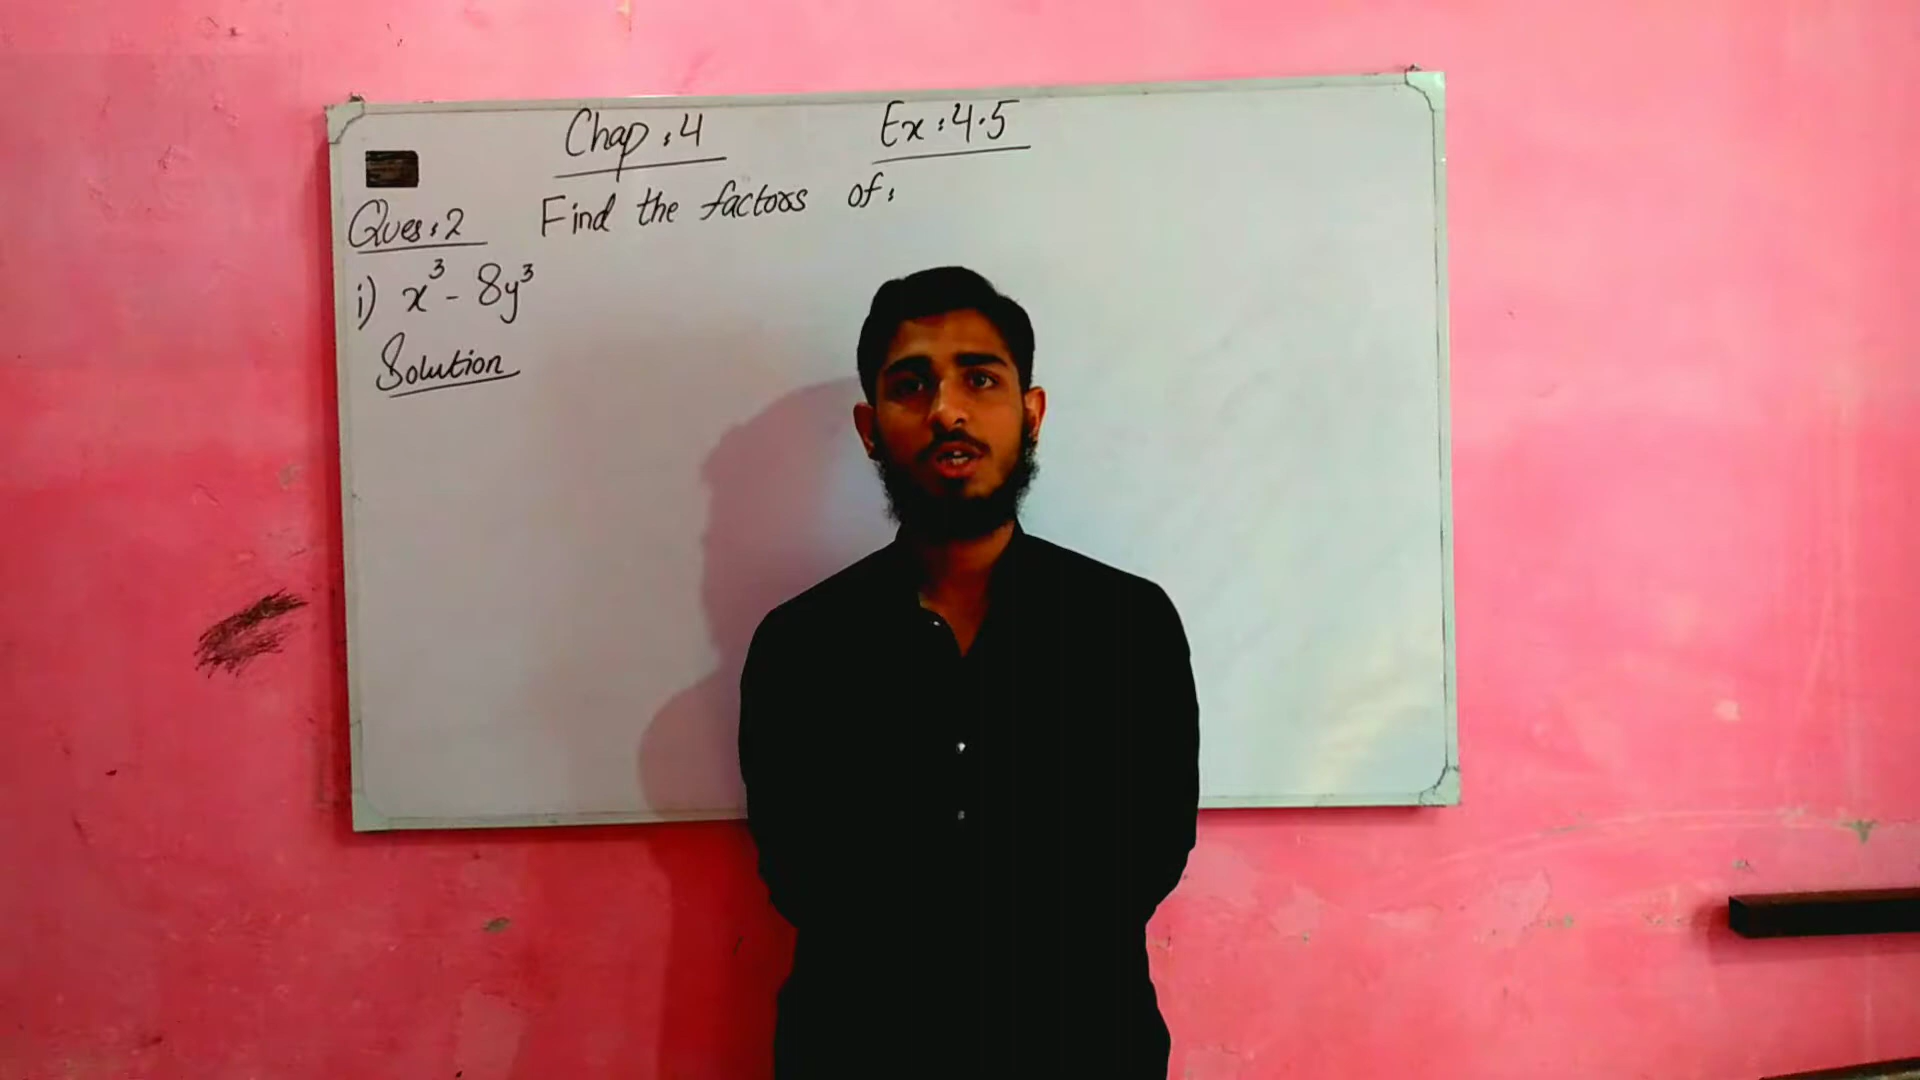 Chap:4 Ex:4.5
Ques:2 Find the factors of:
i) x³ - 8y³
Solution